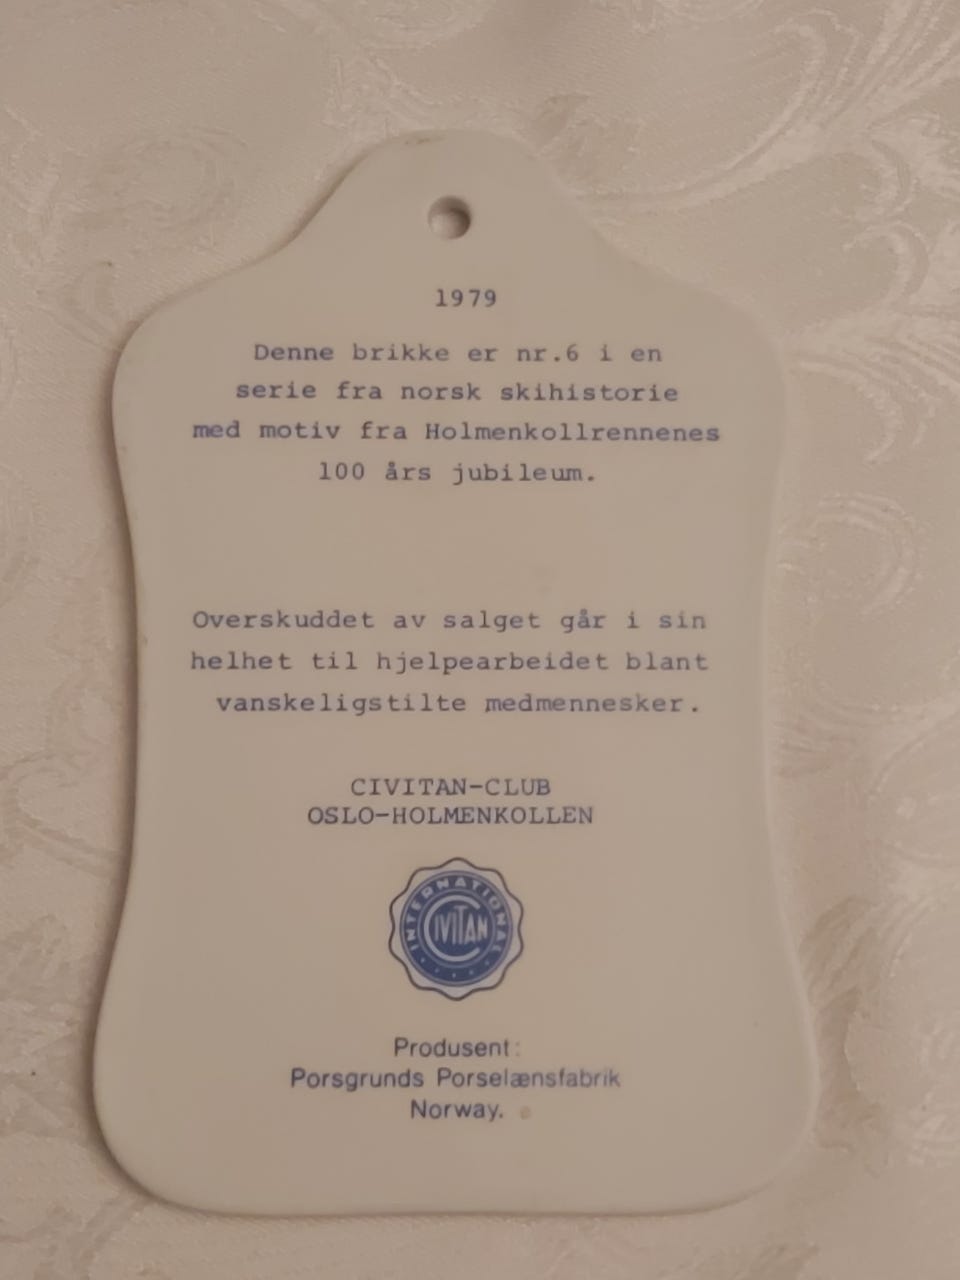 1979
Denne brikke er nr.6 i en
serie fra norsk skihistorie
med motiv fra Holmenkollrennenes
100 års jubileum.
Overskuddet av salget går i sin
helhet til hjelpearbeidet blant
vanskeligstilte medmennesker.
CIVITAN-CLUB
OSLO-HOLMENKOLLEN
INTERNATIONAL
CIVITAN
Produsent:
Porsgrunds Porselænsfabrik
Norway.